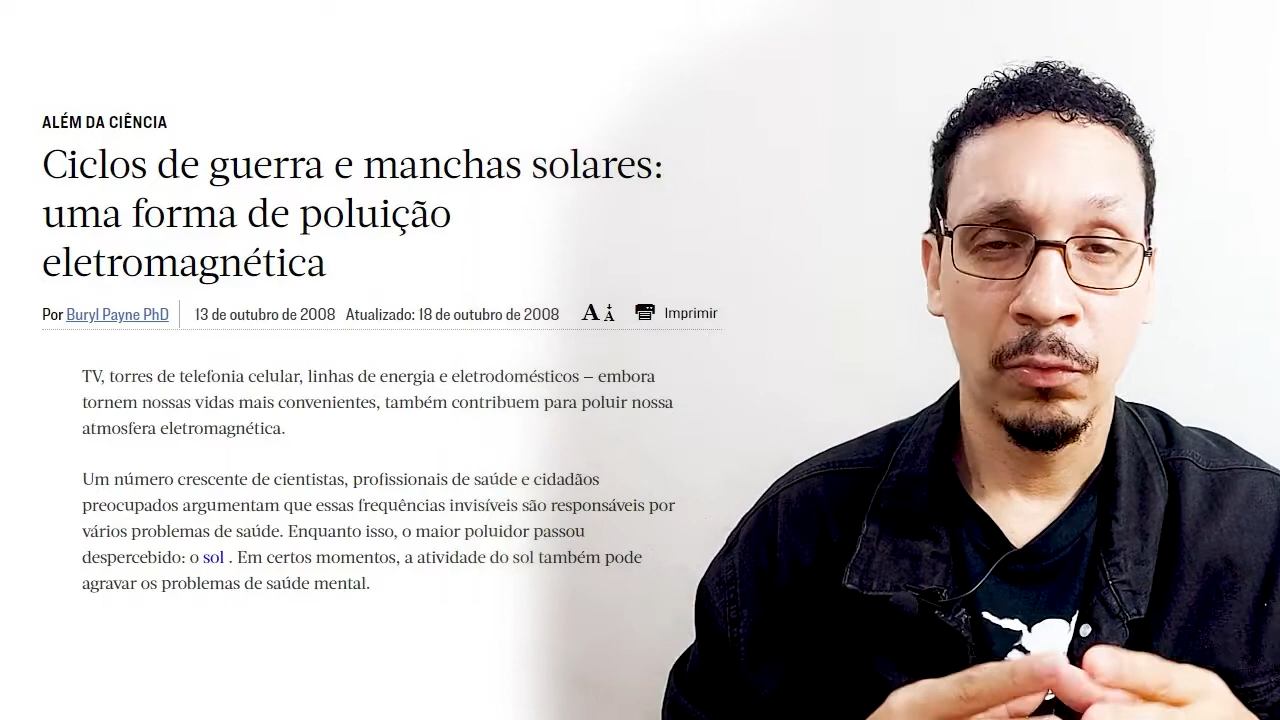 ALÉM DA CIÊNCIA
Ciclos de guerra e manchas solares:
uma forma de poluição
eletromagnética
Por Buryl Payne PhD 13 de outubro de 2008 Atualizado: 18 de outubro de 2008 A A Imprimir
TV, torres de telefonia celular, linhas de energia e eletrodomésticos – embora
tornem nossas vidas mais convenientes, também contribuem para poluir nossa
atmosfera eletromagnética.
Um número crescente de cientistas, profissionais de saúde e cidadãos
preocupados argumentam que essas frequências invisíveis são responsáveis por
vários problemas de saúde. Enquanto isso, o maior poluidor passou
despercebido: o sol . Em certos momentos, a atividade do sol também pode
agravar os problemas de saúde mental.